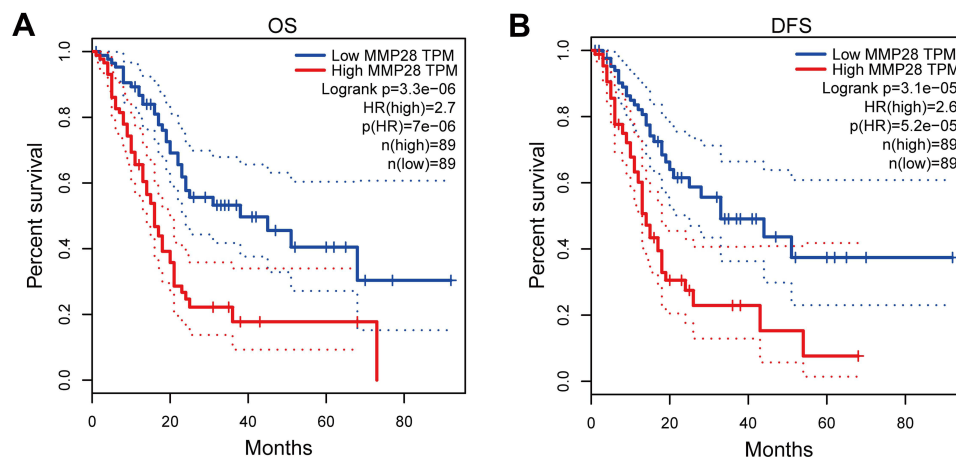 A
OS
Low MMP28 TPM
High MMP28 TPM
Logrank p=3.3e−06
HR(high)=2.7
p(HR)=7e−06
n(high)=89
n(low)=89
Percent survival
1.0
0.8
0.6
0.4
0.2
0.0
0 20 40 60 80
Months
B
DFS
Low MMP28 TPM
High MMP28 TPM
Logrank p=3.1e−05
HR(high)=2.6
p(HR)=5.2e−05
n(high)=89
n(low)=89
Percent survival
1.0
0.8
0.6
0.4
0.2
0.0
0 20 40 60 80
Months